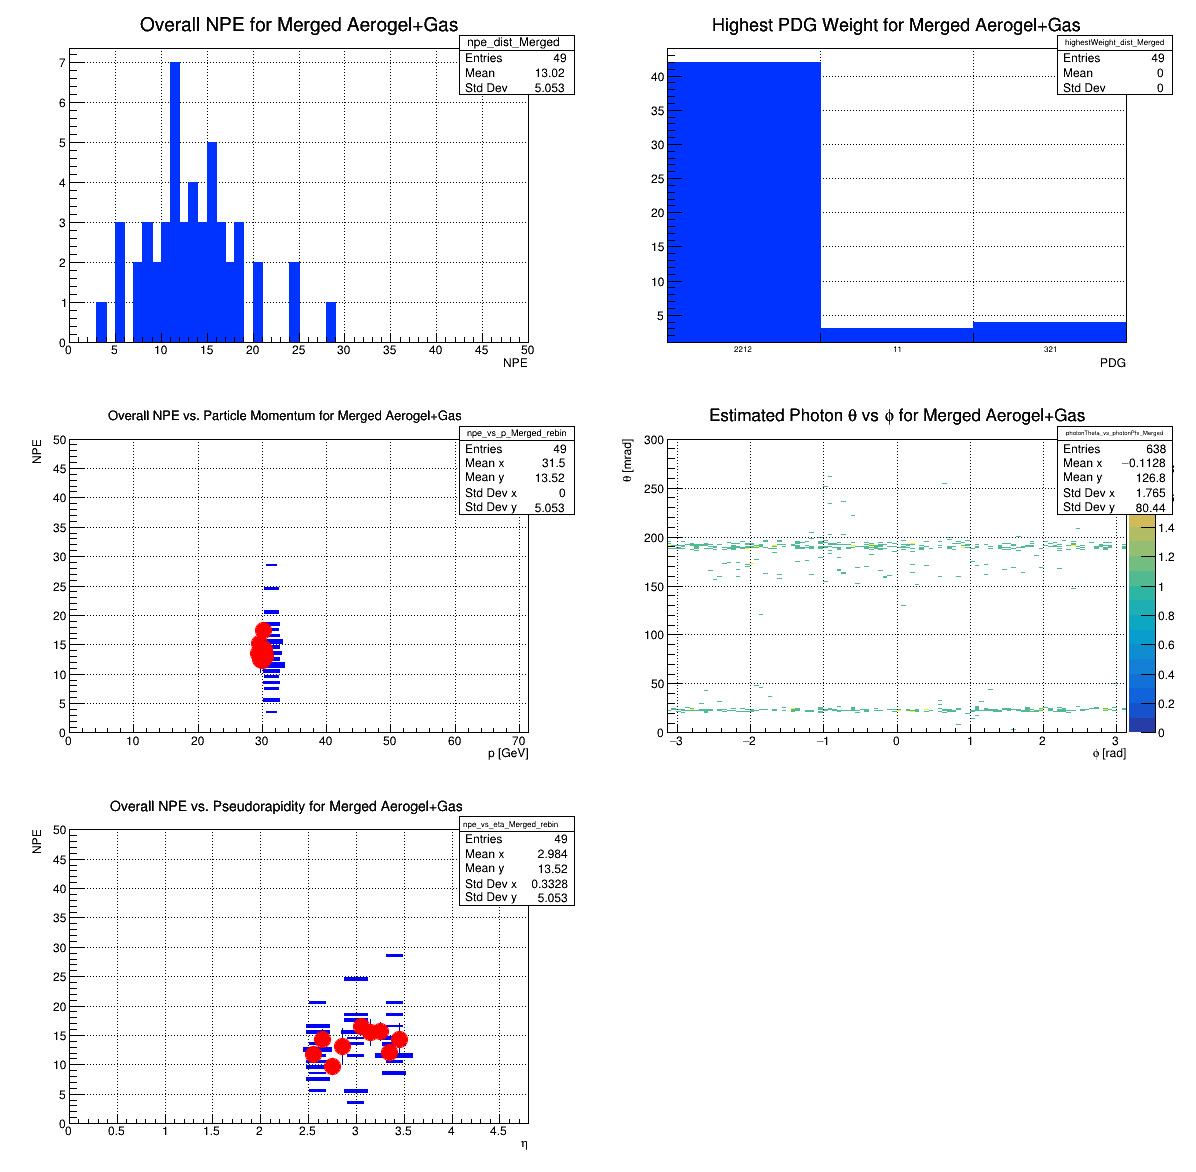 Overall NPE for Merged Aerogel+Gas
npe_dist_Merged
Entries 49
Mean 13.02
Std Dev 5.053
7
6
5
4
3
2
1
0
0 5 10 15 20 25 30 35 40 45 50
NPE
Highest PDG Weight for Merged Aerogel+Gas
highestWeight_dist_Merged
Entries 49
Mean 0
Std Dev 0
40
35
30
25
20
15
10
5
2212 11 321
PDG
Overall NPE vs. Particle Momentum for Merged Aerogel+Gas
npe_vs_p_Merged_rebin
Entries 49
Mean x 31.5
Mean y 13.52
Std Dev x 0
Std Dev y 5.053
NPE
50
45
40
35
30
25
20
15
10
5
0
0 10 20 30 40 50 60 70
p [GeV]
Estimated Photon θ vs ϕ for Merged Aerogel+Gas
photonTheta_vs_photonPhi_Merged
Entries 638
Mean x −0.1128
Mean y 126.8
Std Dev x 1.765
Std Dev y 80.44
θ [mrad]
300
250
200
150
100
50
0
−3 −2 −1 0 1 2 3
ϕ [rad]
1.4
1.2
1
0.8
0.6
0.4
0.2
0
Overall NPE vs. Pseudorapidity for Merged Aerogel+Gas
npe_vs_eta_Merged_rebin
Entries 49
Mean x 2.984
Mean y 13.52
Std Dev x 0.3328
Std Dev y 5.053
NPE
50
45
40
35
30
25
20
15
10
5
0
0 0.5 1 1.5 2 2.5 3 3.5 4 4.5
η